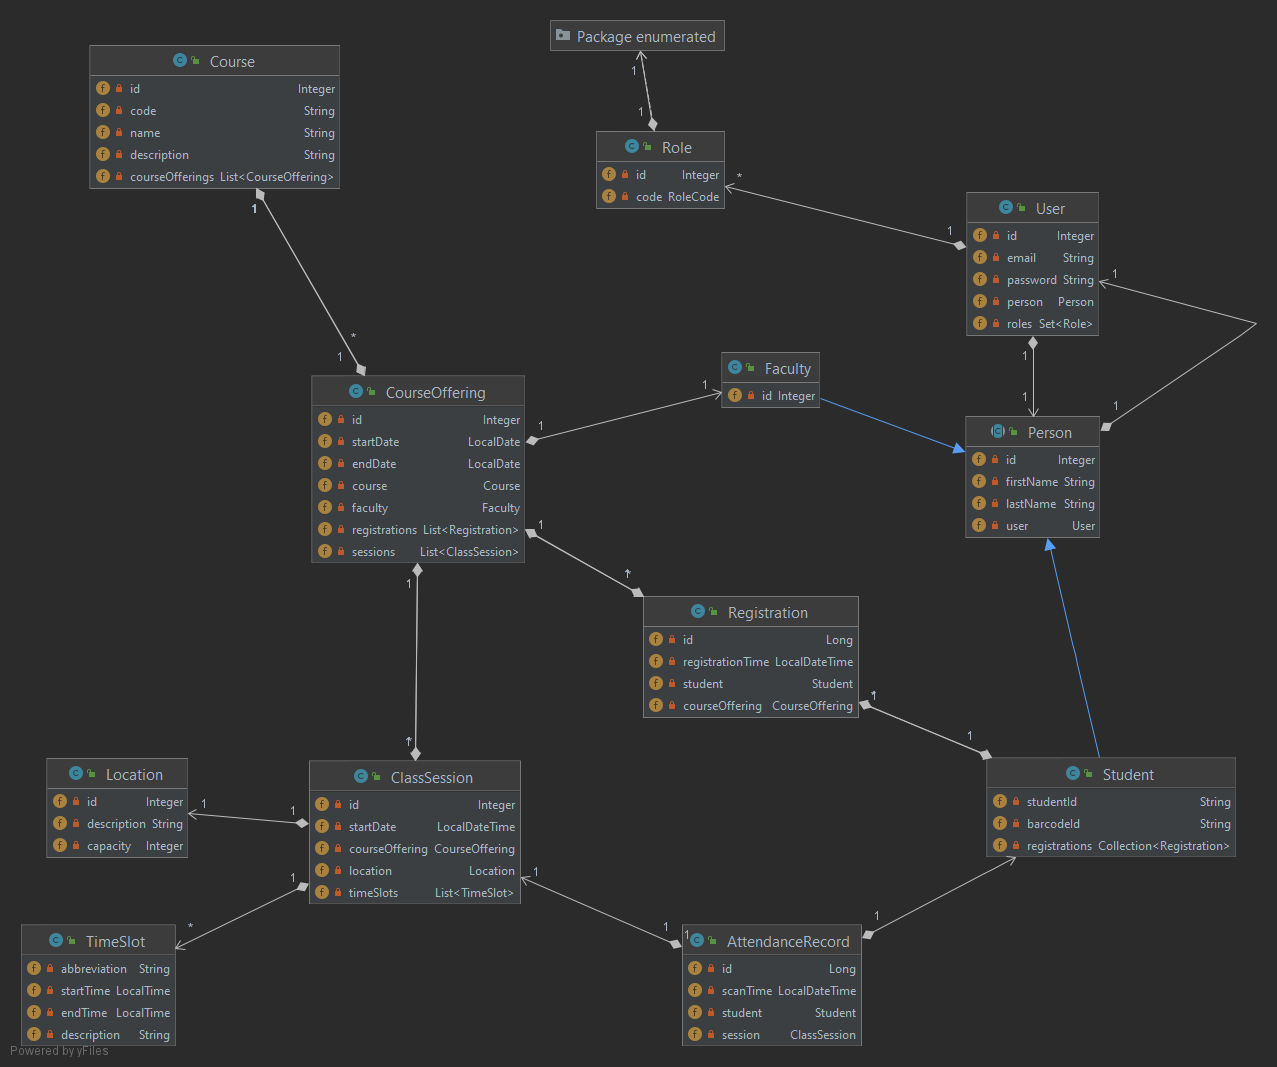 Package enumerated
1
1
Course
id Integer
code String
name String
description String
courseOfferings List<CourseOffering>
1
*
1
Role
id Integer
code RoleCode
*
1
User
id Integer
email String
password String
person Person
roles Set<Role>
1
1
1
1
CourseOffering
id Integer
startDate LocalDate
endDate LocalDate
course Course
faculty Faculty
registrations List<Registration>
sessions List<ClassSession>
1
1
Faculty
id Integer
Person
id Integer
firstName String
lastName String
user User
1
*
1
Registration
id Long
registrationTime LocalDateTime
student Student
courseOffering CourseOffering
*
1
1
*
Student
studentId String
barcodeId String
registrations Collection<Registration>
Location
id Integer
description String
capacity Integer
1
1
ClassSession
id Integer
startDate LocalDateTime
courseOffering CourseOffering
location Location
timeSlots List<TimeSlot>
1
*
1
1
1
1
TimeSlot
abbreviation String
startTime LocalTime
endTime LocalTime
description String
AttendanceRecord
id Long
scanTime LocalDateTime
student Student
session ClassSession
Powered by yFiles